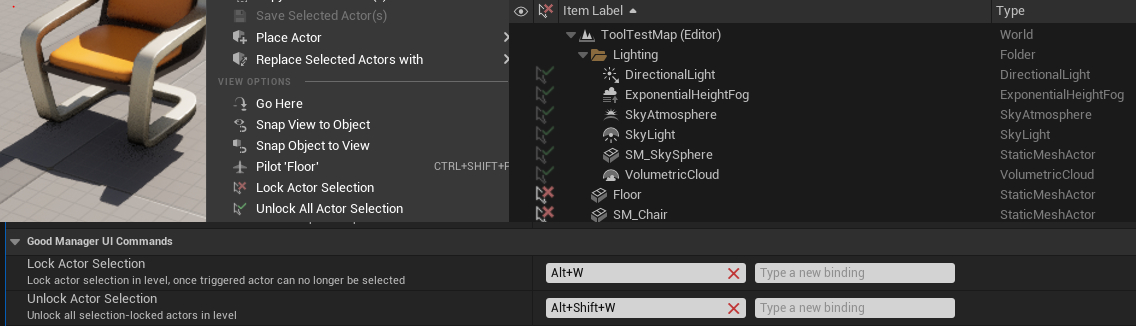 Save Selected Actor(s)
Place Actor
Replace Selected Actors with
VIEW OPTIONS
Go Here
Snap View to Object
Snap Object to View
Pilot 'Floor' CTRL+SHIFT+P
Lock Actor Selection
Unlock All Actor Selection
Item Label Type
ToolTestMap (Editor) World
Lighting Folder
DirectionalLight DirectionalLight
ExponentialHeightFog ExponentialHeightFog
SkyAtmosphere SkyAtmosphere
SkyLight SkyLight
SM_SkySphere StaticMeshActor
VolumetricCloud VolumetricCloud
Floor StaticMeshActor
SM_Chair StaticMeshActor
Good Manager UI Commands
Lock Actor Selection
Lock actor selection in level, once triggered actor can no longer be selected
Alt+W Type a new binding
Unlock Actor Selection
Unlock all selection-locked actors in level
Alt+Shift+W Type a new binding